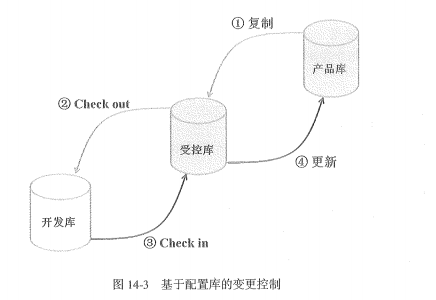 ① 复制
产品库
② Check out
受控库
④ 更新
开发库
③ Check in
图 14-3 基于配置库的变更控制